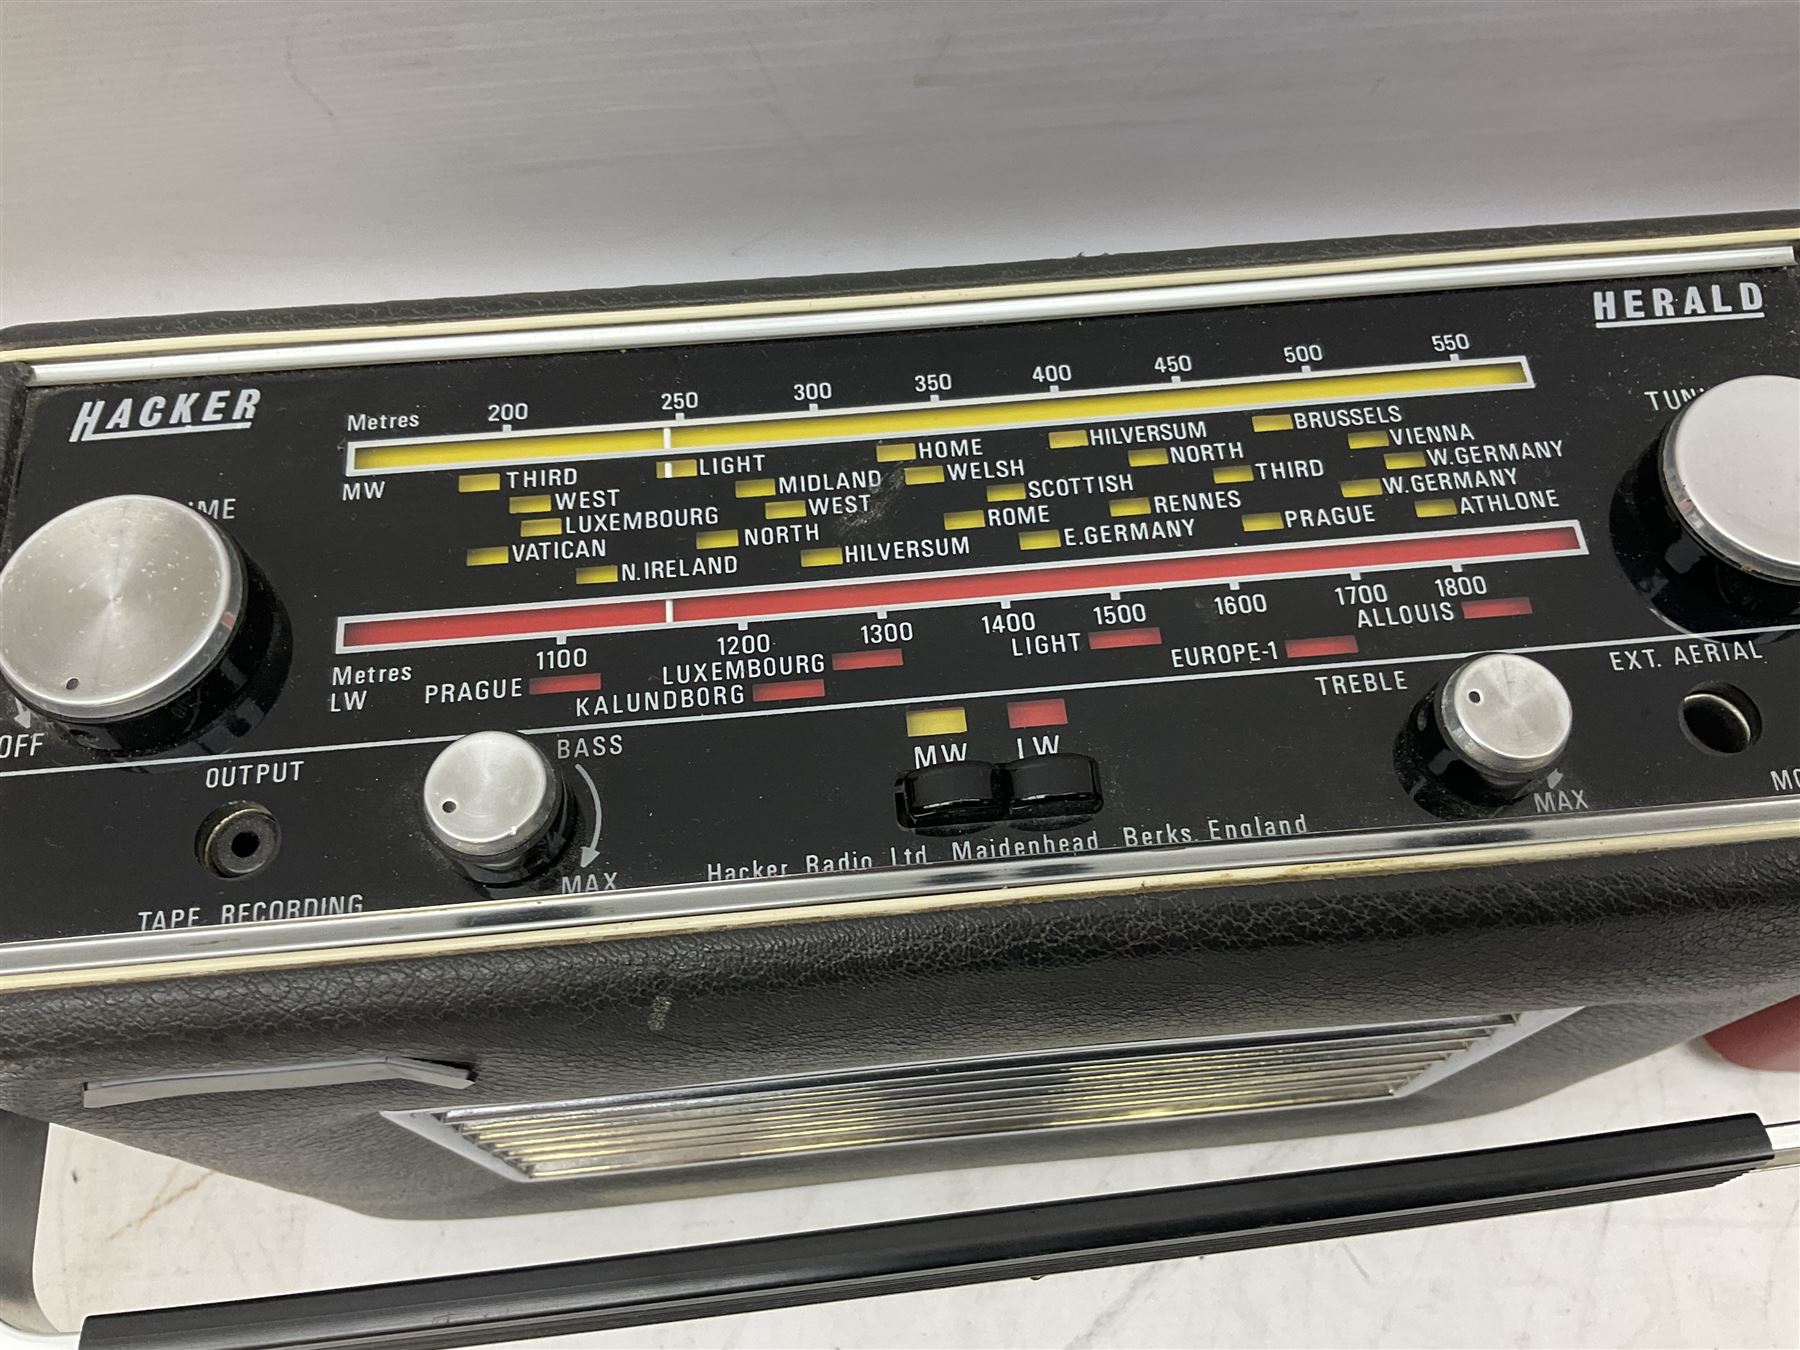 HACKER
HERALD
Metres 200 250 300 350 400 450 500 550
MW
THIRD LIGHT HOME HILVERSUM BRUSSELS
WEST MIDLAND WELSH NORTH VIENNA
LUXEMBOURG WEST SCOTTISH THIRD W.GERMANY
VATICAN NORTH ROME RENNES W.GERMANY
N.IRELAND HILVERSUM E.GERMANY PRAGUE ATHLONE
Metres 1100 1200 1300 1400 1500 1600 1700 1800
LW
PRAGUE LUXEMBOURG LIGHT EUROPE-1 ALLOUIS
KALUNDBORG
OFF
OUTPUT
TAPE RECORDING
BASS
MAX
MW LW
TREBLE
MAX
EXT. AERIAL
Hacker Radio Ltd Maidenhead Berks. England